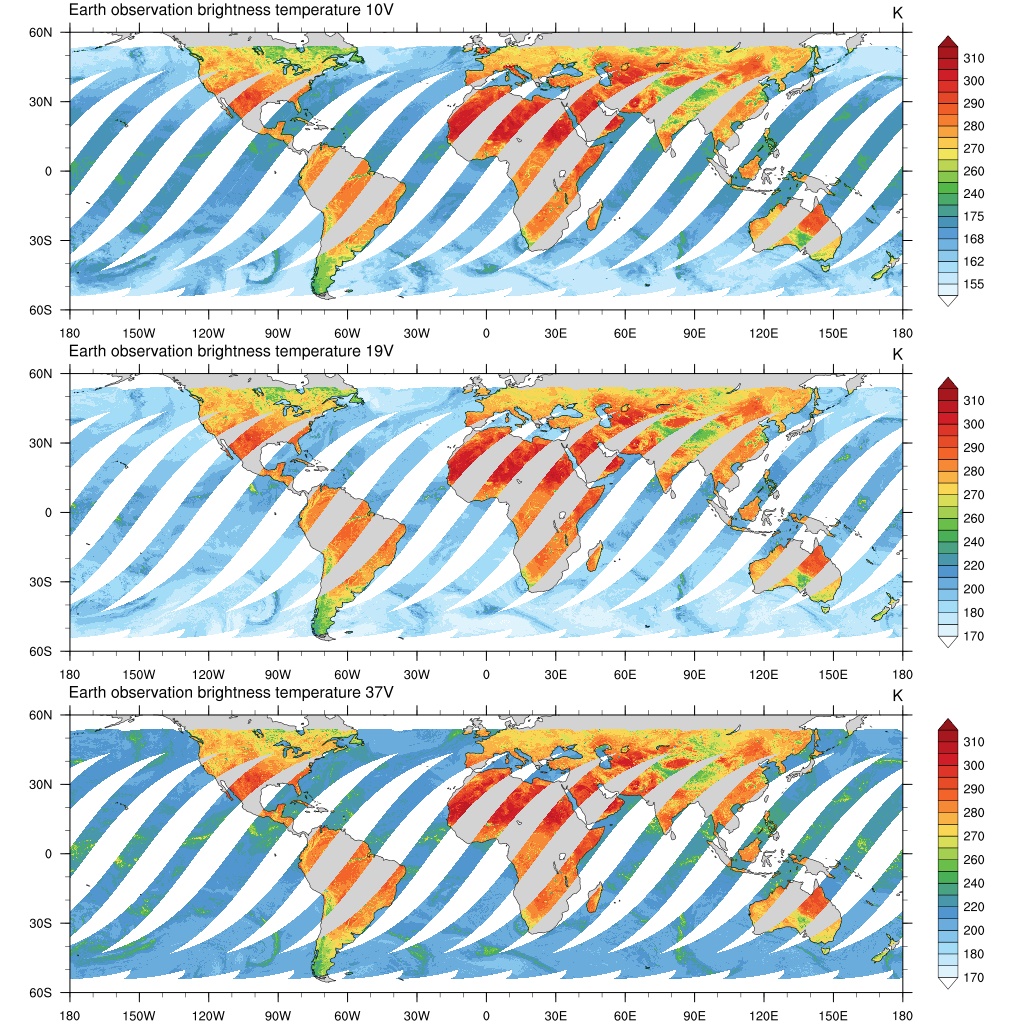 Earth observation brightness temperature 10V
K
60N
30N
0
30S
60S
180 150W 120W 90W 60W 30W 0 30E 60E 90E 120E 150E 180
310
300
290
280
270
260
240
175
168
162
155
Earth observation brightness temperature 19V
K
60N
30N
0
30S
60S
180 150W 120W 90W 60W 30W 0 30E 60E 90E 120E 150E 180
310
300
290
280
270
260
240
220
200
180
170
Earth observation brightness temperature 37V
K
60N
30N
0
30S
60S
180 150W 120W 90W 60W 30W 0 30E 60E 90E 120E 150E 180
310
300
290
280
270
260
240
220
200
180
170